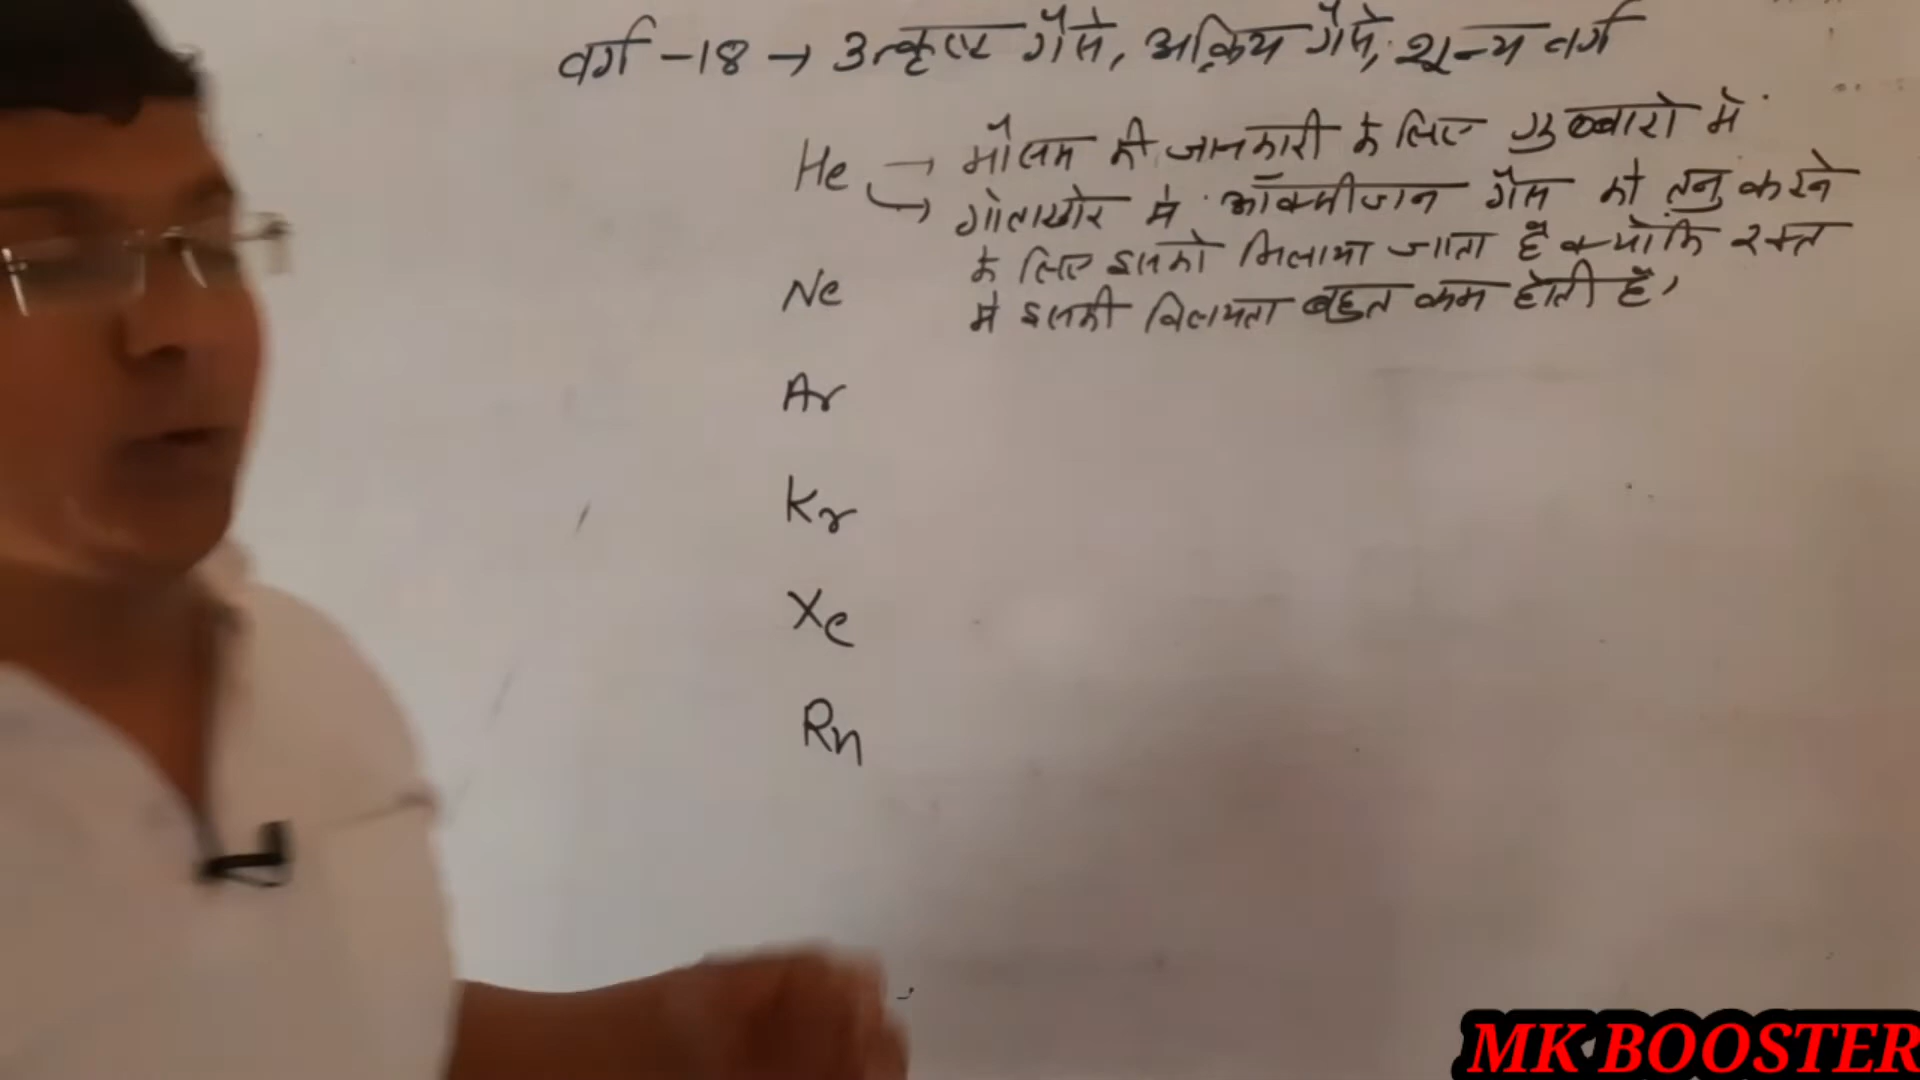 वर्ग -18 → उत्कृष्ट गैसे, अक्रिय गैसे, शून्य वर्ग
He → मौसम की जानकारी के लिए गुब्बारो मे
→ गोताखोर मे ऑक्सीजान गैस को तनु करने
के लिए इसको मिलाया जाता है क्योकि रक्त
Ne
मे इसकी विलायता बहुत कम होती है,
Ar
Kr
Xe
Rn
MK BOOSTER